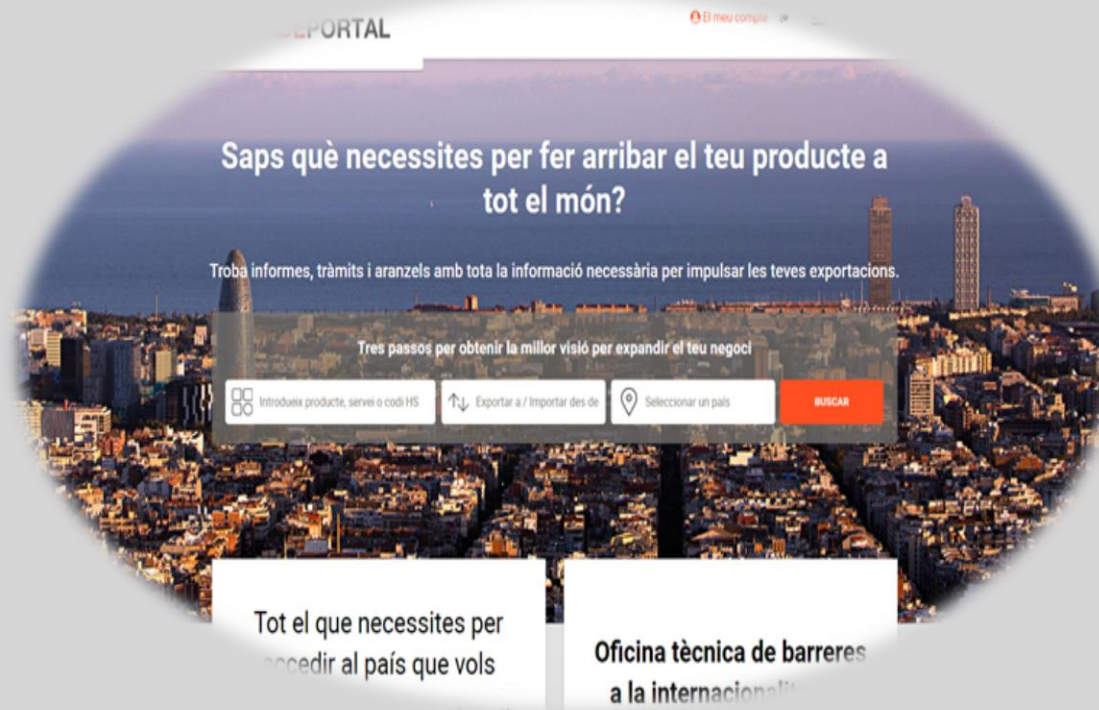 DEPORTAL
El meu compte
Saps què necessites per fer arribar el teu producte a
tot el món?
Troba informes, tràmits i aranzels amb tota la informació necessària per impulsar les teves exportacions.
Tres passos per obtenir la millor visió per expandir el teu negoci
Introdueix producte, servei o codi HS
Exportar a / Importar des de
Seleccionar un país
BUSCAR
Tot el que necessites per
accedir al país que vols
Oficina tècnica de barreres
a la